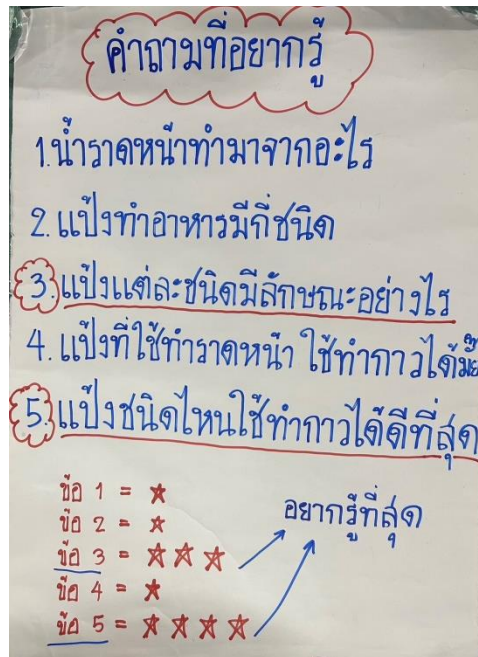 คำถามที่อยากรู้
1. น้ำราดหน้าทำมาจากอะไร
2. แป้งทำอาหารมีกี่ชนิด
3. แป้งแต่ละชนิดมีลักษณะอย่างไร
4. แป้งที่ใช้ทำราดหน้า ใช้ทำกาวได้มั๊ย
5. แป้งชนิดไหนใช้ทำกาวได้ดีที่สุด
ข้อ 1 = ☆
ข้อ 2 = ☆
ข้อ 3 = ☆ ☆ ☆
ข้อ 4 = ☆
ข้อ 5 = ☆ ☆ ☆ ☆
อยากรู้ที่สุด